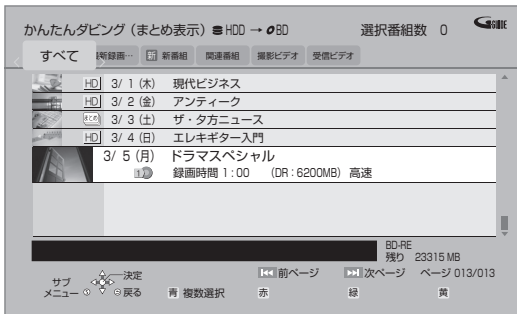 かんたんダビング（まとめ表示） HDD → BD 選択番組数 0 G GUIDE
すべて 新録画… 新番組 関連番組 撮影ビデオ 受信ビデオ
HD 3/ 1 (木) 現代ビジネス
HD 3/ 2 (金) アンティーク
まとめ 3/ 3 (土) ザ・夕方ニュース
HD 3/ 4 (日) エレキギター入門
3/ 5 (月) ドラマスペシャル
録画時間 1:00 （DR：6200MB）高速
BD-RE
残り 23315 MB
サブメニュー 決定 戻る
前ページ 次ページ ページ 013/013
青 複数選択 赤 緑 黄